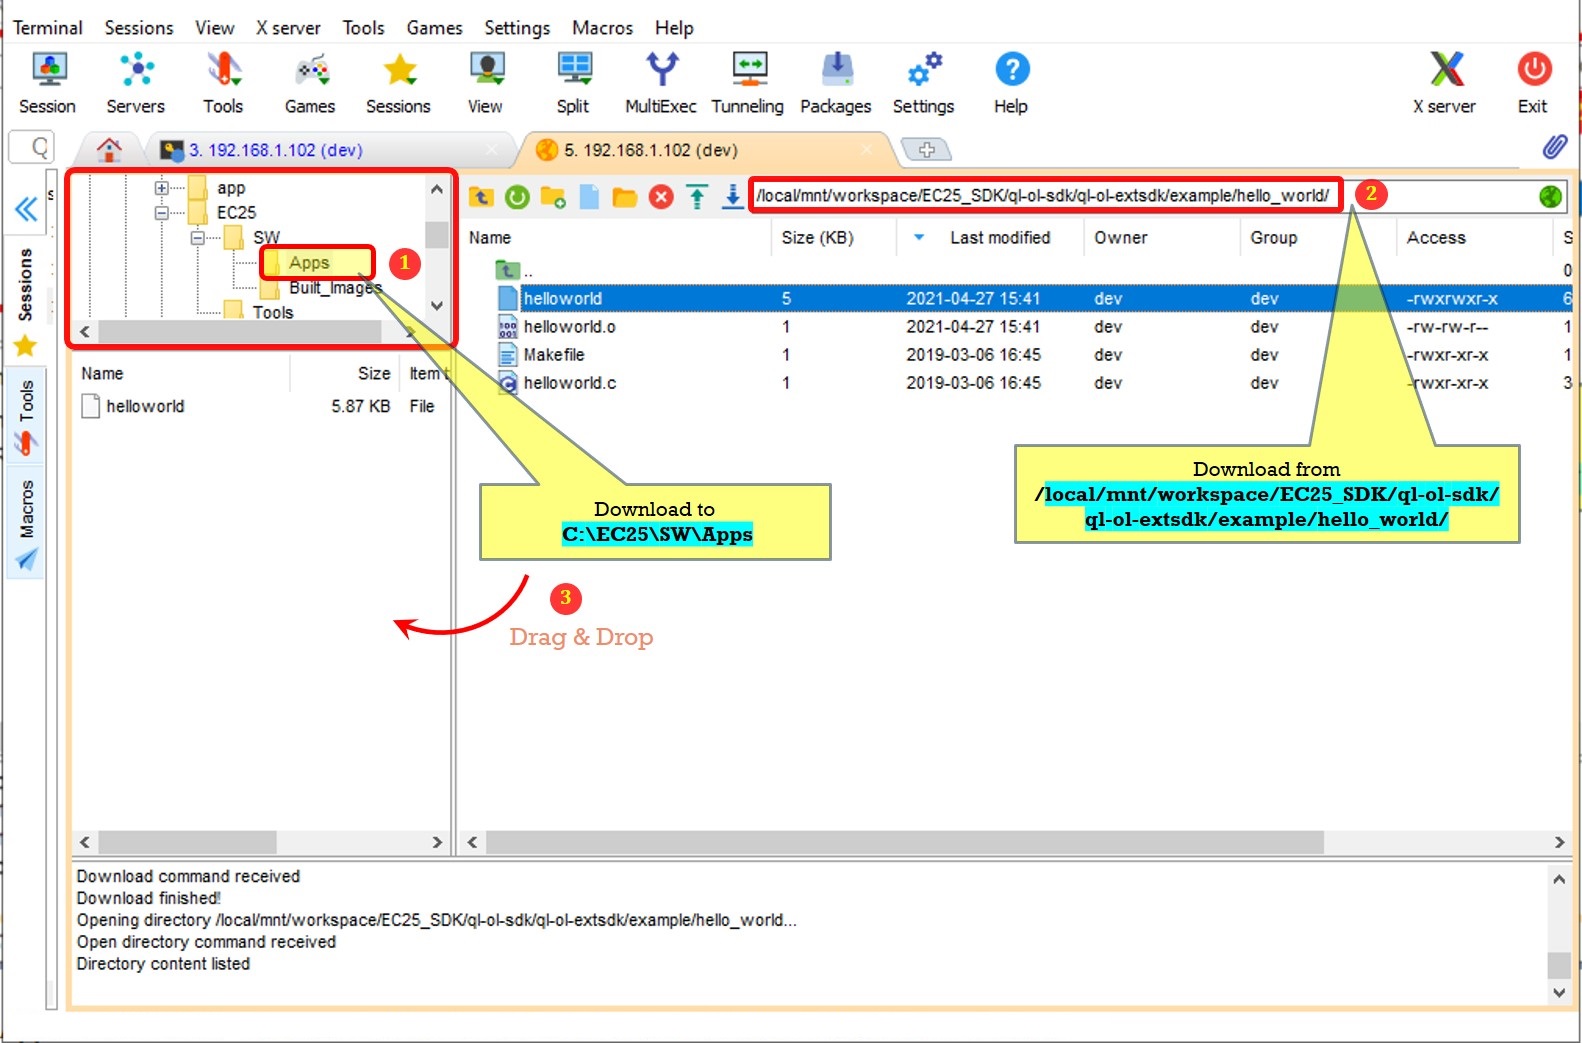 Terminal Sessions View X server Tools Games Settings Macros Help
Session Servers Tools Games Sessions View Split MultiExec Tunneling Packages Settings Help X server Exit
3. 192.168.1.102 (dev) 5. 192.168.1.102 (dev)
Sessions
Tools
Macros
app
EC25
SW
Apps
Built_Images
Tools
1
Name Size Item t
helloworld 5.87 KB File
/local/mnt/workspace/EC25_SDK/ql-ol-sdk/ql-ol-extsdk/example/hello_world/
2
Name Size (KB) Last modified Owner Group Access S
.. 0
helloworld 5 2021-04-27 15:41 dev dev -rwxrwxr-x 6
helloworld.o 1 2021-04-27 15:41 dev dev -rw-rw-r-- 1
Makefile 1 2019-03-06 16:45 dev dev -rwxr-xr-x 1
helloworld.c 1 2019-03-06 16:45 dev dev -rwxr-xr-x 3
Download to
C:\EC25\SW\Apps
Download from
/local/mnt/workspace/EC25_SDK/ql-ol-sdk/
ql-ol-extsdk/example/hello_world/
3
Drag & Drop
Download command received
Download finished!
Opening directory /local/mnt/workspace/EC25_SDK/ql-ol-sdk/ql-ol-extsdk/example/hello_world...
Open directory command received
Directory content listed